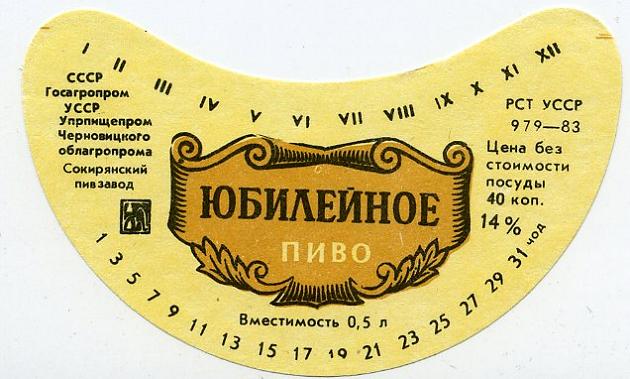 I II III IV V VI VII VIII IX X XI XII
СССР
Госагропром
УССР
Упрпищепром
Черновицкого
облагропрома
Сокирянский
пивзавод
ЮБИЛЕЙНОЕ
ПИВО
РСТ УССР
979—83
Цена без
стоимости
посуды
40 коп.
14% чод
Вместимость 0,5 л
1 3 5 7 9 11 13 15 17 19 21 23 25 27 29 31